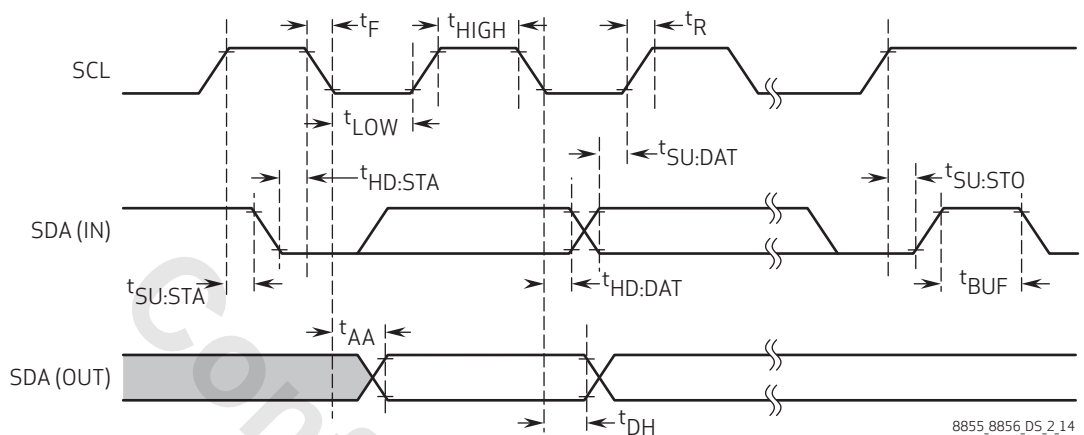 tF
tHIGH
tR
SCL
tLOW
tSU:DAT
tHD:STA
tSU:STO
SDA (IN)
tSU:STA
tHD:DAT
tBUF
tAA
SDA (OUT)
tDH
8855_8856_DS_2_14
Con